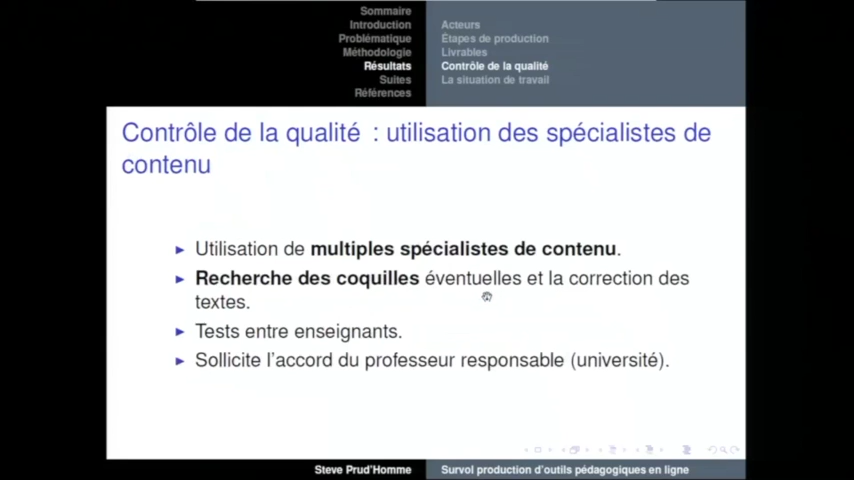 Sommaire
Introduction
Problématique
Méthodologie
Résultats
Suites
Références
Acteurs
Étapes de production
Livrables
Contrôle de la qualité
La situation de travail
Contrôle de la qualité : utilisation des spécialistes de
contenu
Utilisation de multiples spécialistes de contenu.
Recherche des coquilles éventuelles et la correction des
textes.
Tests entre enseignants.
Sollicite l'accord du professeur responsable (université).
Steve Prud'Homme
Survol production d'outils pédagogiques en ligne